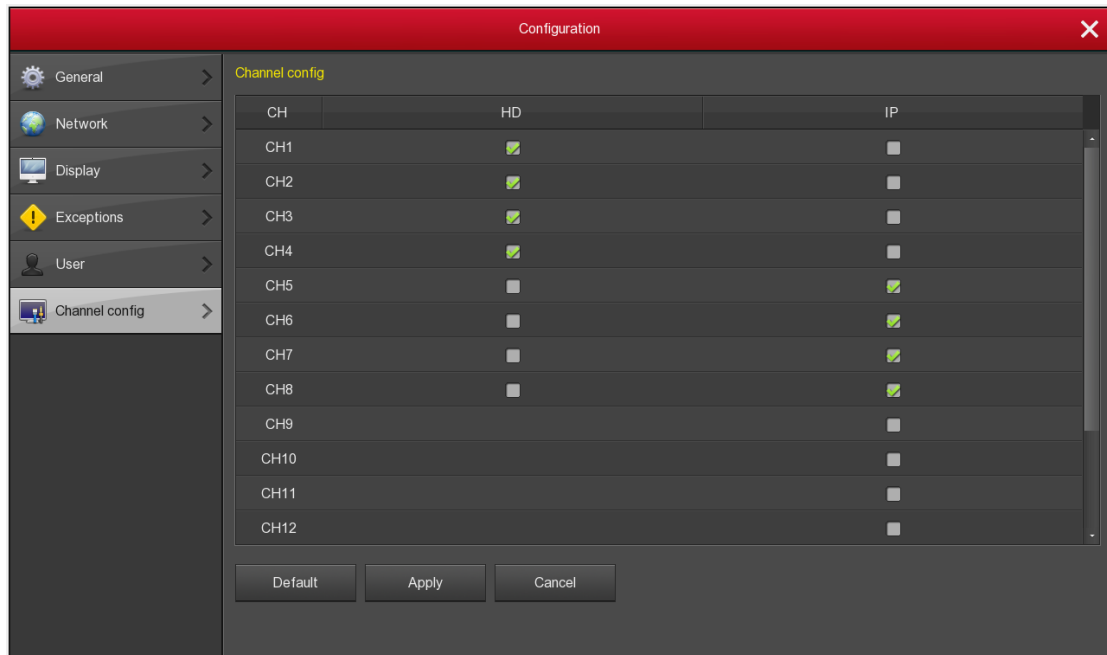 Configuration
General
Network
Display
Exceptions
User
Channel config
Channel config
CH HD IP
CH1
CH2
CH3
CH4
CH5
CH6
CH7
CH8
CH9
CH10
CH11
CH12
Default Apply Cancel